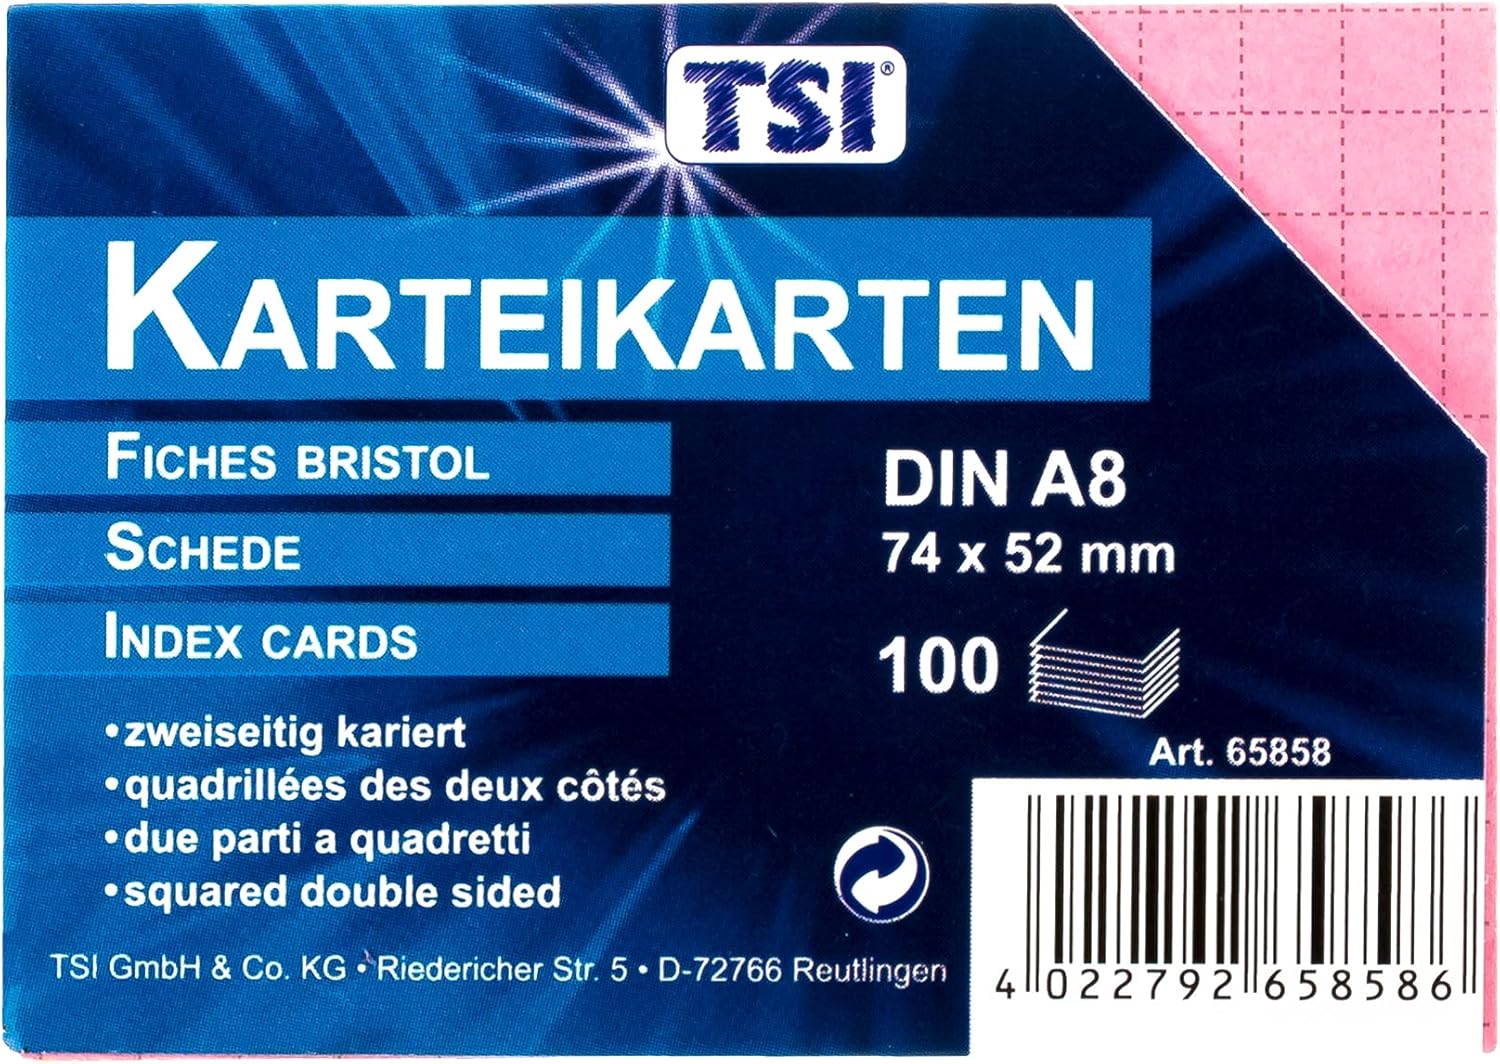 TSI®
KARTEIKARTEN
FICHES BRISTOL
SCHEDE
INDEX CARDS
•zweiseitig kariert
•quadrillées des deux côtés
•due parti a quadretti
•squared double sided
DIN A8
74 x 52 mm
100
Art. 65858
TSI GmbH & Co. KG • Riedericher Str. 5 • D-72766 Reutlingen
4 022792 658586